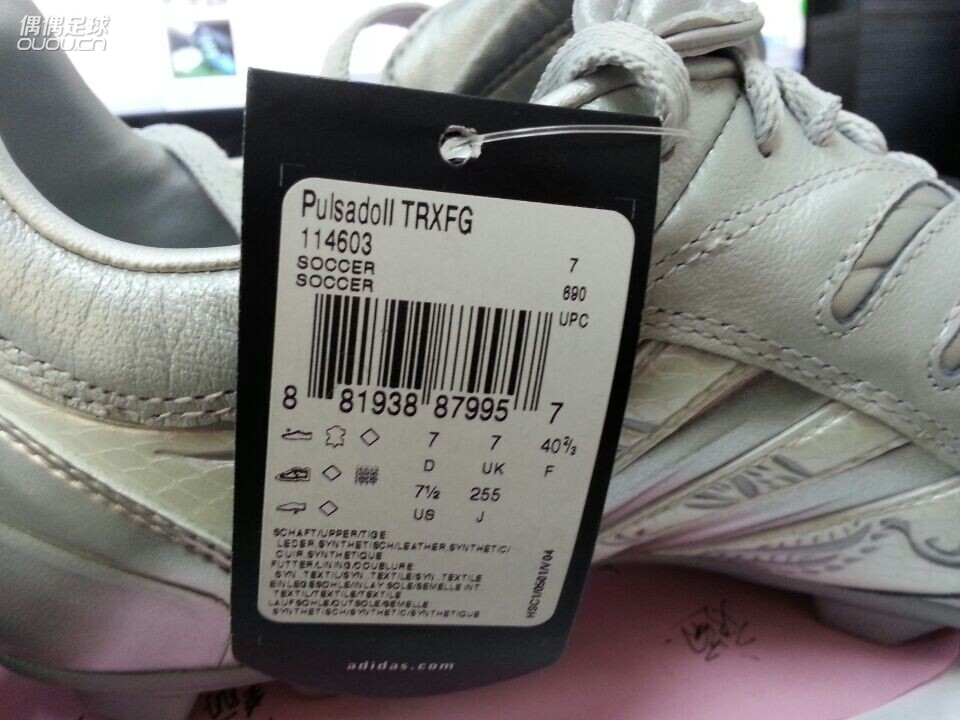 偶偶足球
OUOU.CN
Pulsadoll TRXFG
114603
SOCCER 7
SOCCER 690
UPC
8 81938 87995 7
7 7 40⅔
D UK F
7½ 255
US J
SCHAFT/UPPER/TIGE
LEDER,SYNTHETISCH/LEATHER,SYNTHETIC/
CUIR,SYNTHETIQUE
FUTTER/LINING/DOUBLURE
SYN. TEXTIL/SYN. TEXTILE/SYN. TEXTILE
EINLEGESOHLE/INLAY SOLE/SEMELLE INT.
TEXTIL/TEXTILE/TEXTILE
LAUFSOHLE/OUTSOLE/SEMELLE
SYNTHETISCH/SYNTHETIC/SYNTHETIQUE
adidas.com